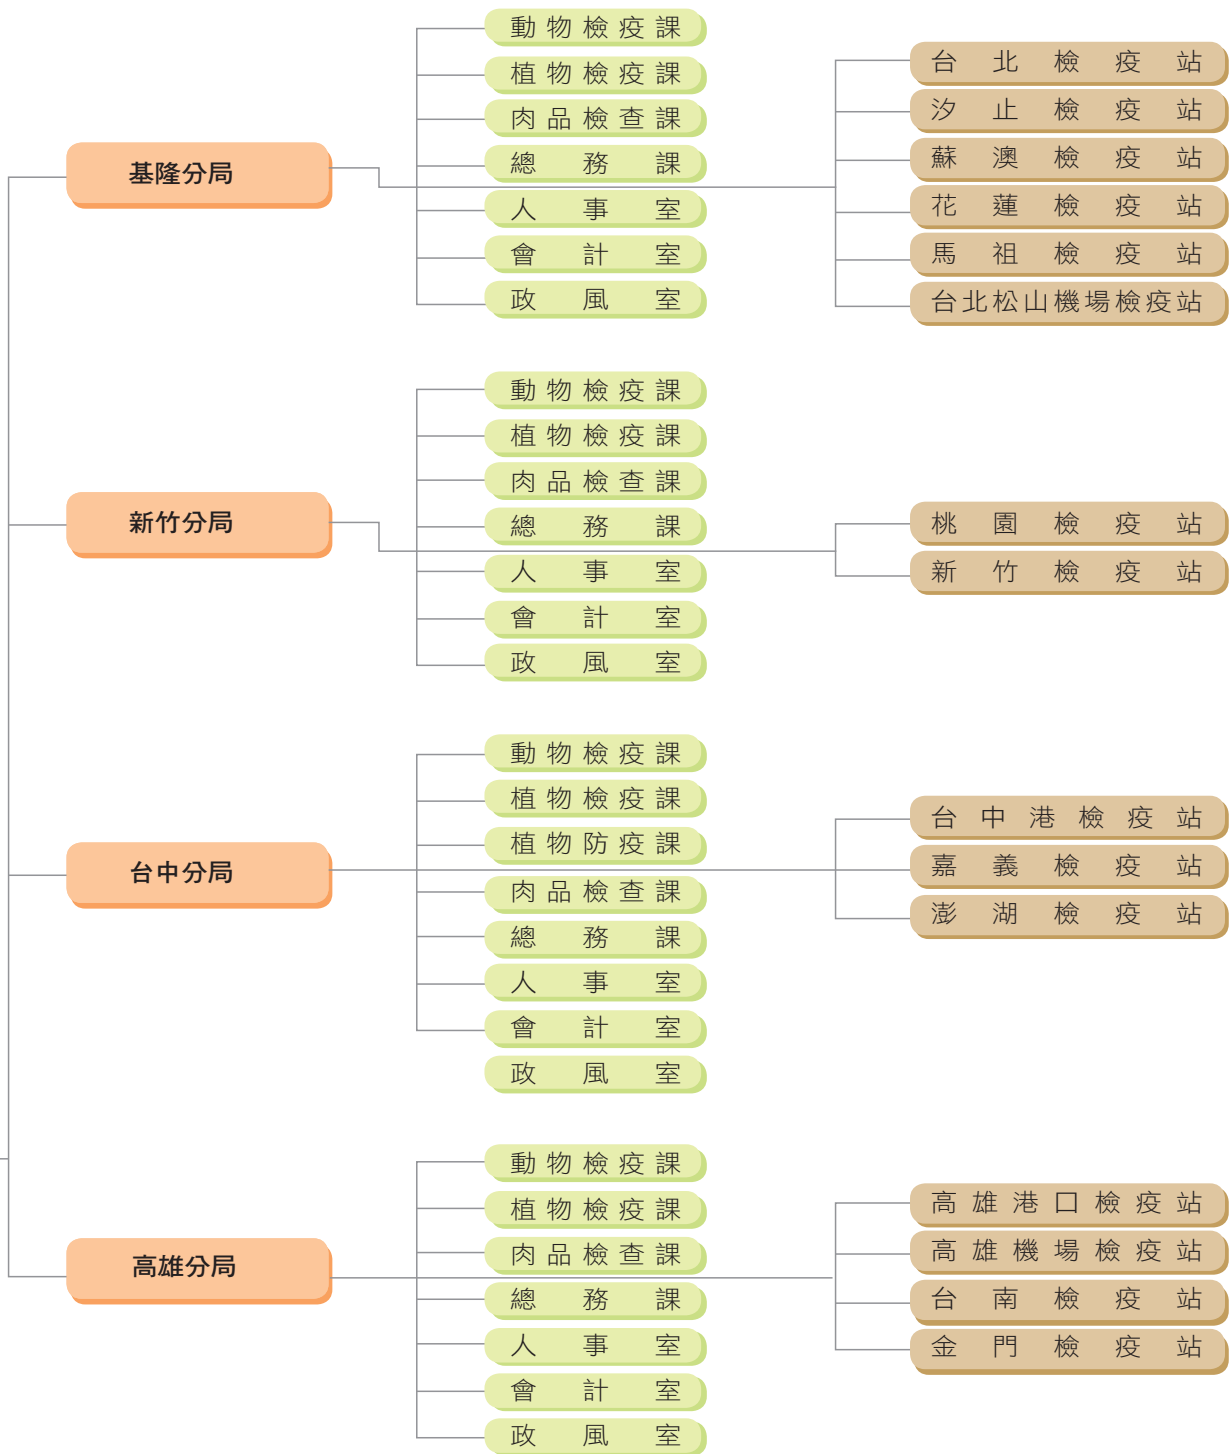 基隆分局
動物檢疫課
植物檢疫課
肉品檢查課
總務課
人事室
會計室
政風室
台北檢疫站
汐止檢疫站
蘇澳檢疫站
花蓮檢疫站
馬祖檢疫站
台北松山機場檢疫站
新竹分局
動物檢疫課
植物檢疫課
肉品檢查課
總務課
人事室
會計室
政風室
桃園檢疫站
新竹檢疫站
台中分局
動物檢疫課
植物檢疫課
植物防疫課
肉品檢查課
總務課
人事室
會計室
政風室
台中港檢疫站
嘉義檢疫站
澎湖檢疫站
高雄分局
動物檢疫課
植物檢疫課
肉品檢查課
總務課
人事室
會計室
政風室
高雄港口檢疫站
高雄機場檢疫站
台南檢疫站
金門檢疫站